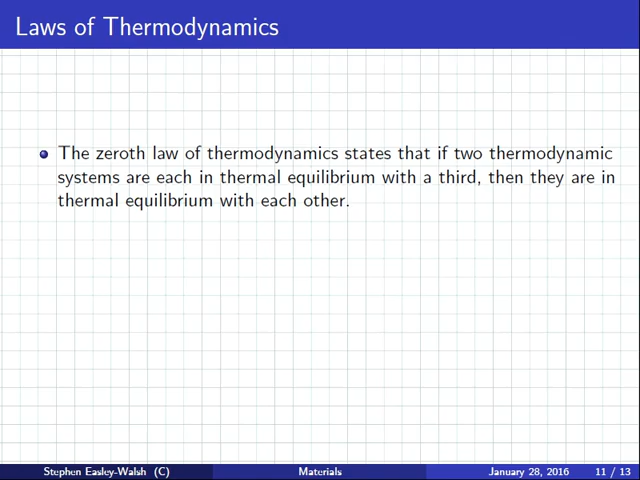 Laws of Thermodynamics
The zeroth law of thermodynamics states that if two thermodynamic
systems are each in thermal equilibrium with a third, then they are in
thermal equilibrium with each other.
Stephen Easley-Walsh (C) Materials January 28, 2016 11 / 13